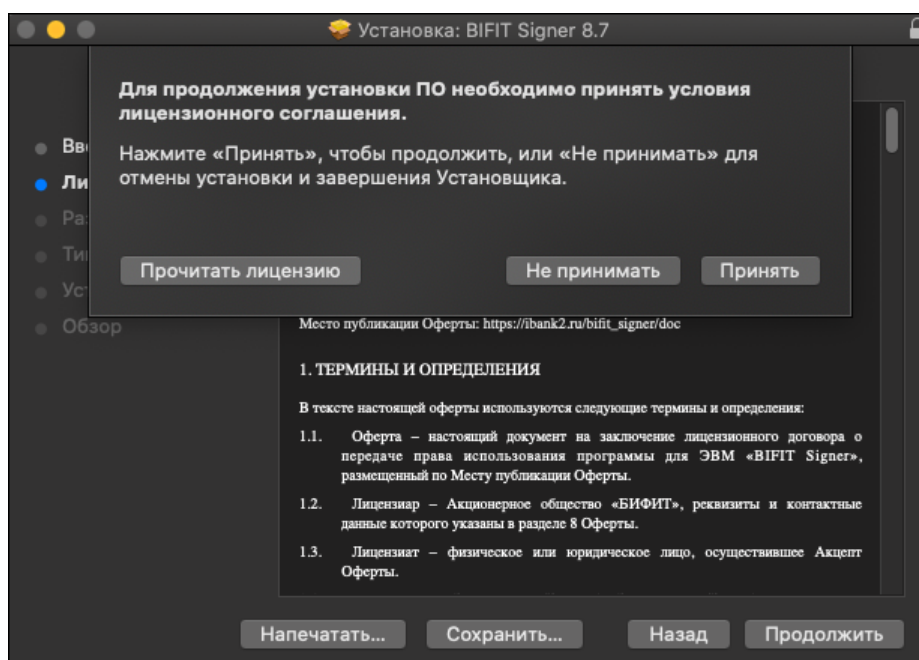 Установка: BIFIT Signer 8.7
Для продолжения установки ПО необходимо принять условия
лицензионного соглашения.
Нажмите «Принять», чтобы продолжить, или «Не принимать» для
отмены установки и завершения Установщика.
Прочитать лицензию
Не принимать
Принять
Обзор
Место публикации Оферты: https://ibank2.ru/bifit_signer/doc
1. ТЕРМИНЫ И ОПРЕДЕЛЕНИЯ
В тексте настоящей оферты используются следующие термины и определения:
1.1. Оферта – настоящий документ на заключение лицензионного договора о
передаче права использования программы для ЭВМ «BIFIT Signer»,
размещенный по Месту публикации Оферты.
1.2. Лицензиар – Акционерное общество «БИФИТ», реквизиты и контактные
данные которого указаны в разделе 8 Оферты.
1.3. Лицензиат – физическое или юридическое лицо, осуществившее Акцепт
Оферты.
Напечатать...
Сохранить...
Назад
Продолжить